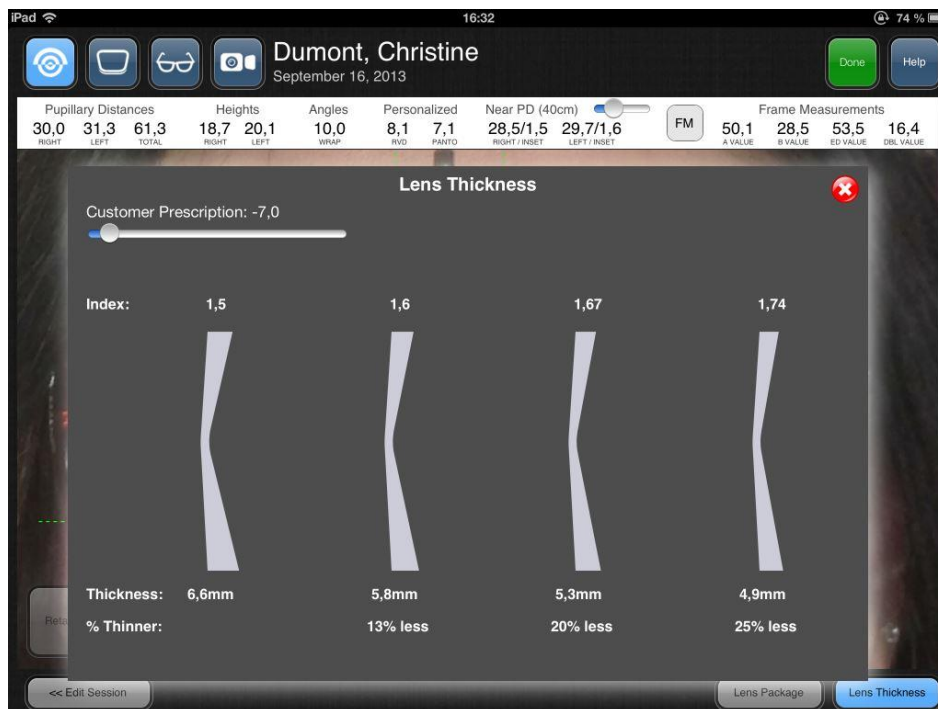 iPad 16:32 74 %
Dumont, Christine
September 16, 2013
Done
Help
Pupillary Distances Heights Angles Personalized Near PD (40cm) Frame Measurements
30,0 31,3 61,3 18,7 20,1 10,0 8,1 7,1 28,5/1,5 29,7/1,6 FM 50,1 28,5 53,5 16,4
RIGHT LEFT TOTAL RIGHT LEFT WRAP RVD PANTO RIGHT / INSET LEFT / INSET A VALUE B VALUE ED VALUE DBL VALUE
Lens Thickness
Customer Prescription: -7,0
Index: 1,5 1,6 1,67 1,74
Thickness: 6,6mm 5,8mm 5,3mm 4,9mm
% Thinner: 13% less 20% less 25% less
<< Edit Session Lens Package Lens Thickness